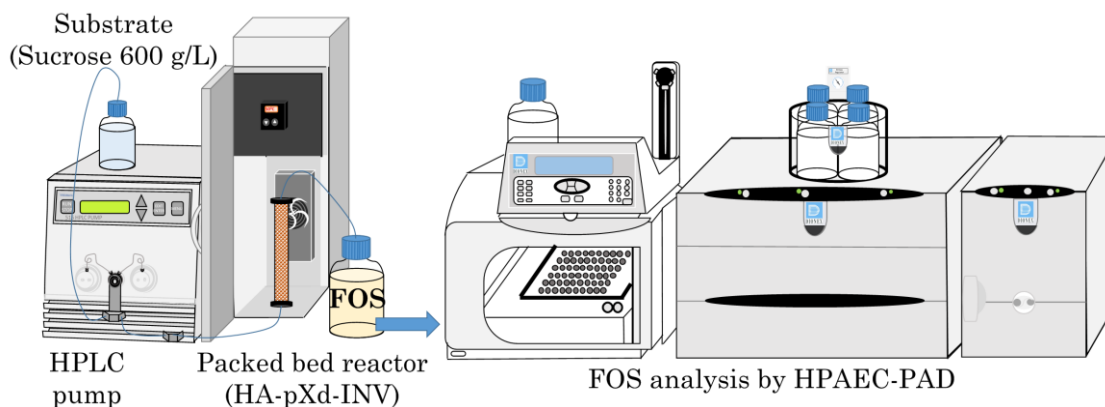 Substrate
(Sucrose 600 g/L)
FOS
HPLC
pump
Packed bed reactor
(HA-pXd-INV)
FOS analysis by HPAEC-PAD